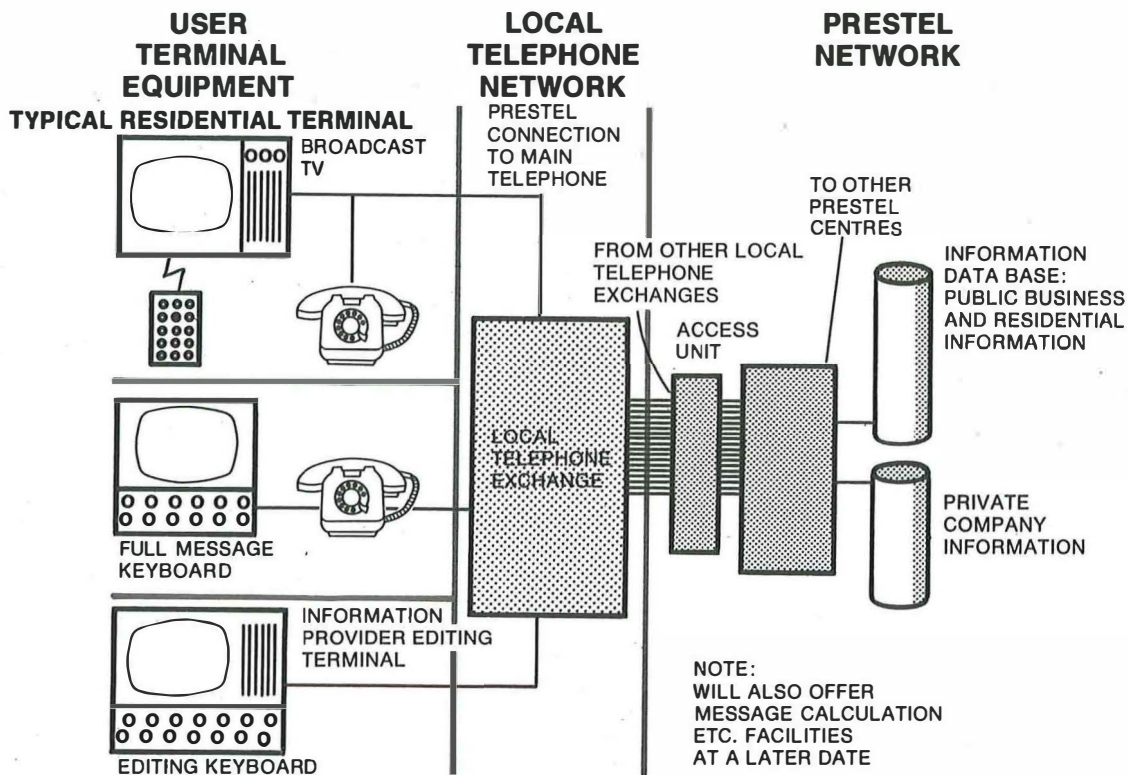 USER
TERMINAL
EQUIPMENT
LOCAL
TELEPHONE
NETWORK
PRESTEL
NETWORK
TYPICAL RESIDENTIAL TERMINAL
BROADCAST
TV
PRESTEL
CONNECTION
TO MAIN
TELEPHONE
TO OTHER
PRESTEL
CENTRES
FROM OTHER LOCAL
TELEPHONE
EXCHANGES
ACCESS
UNIT
INFORMATION
DATA BASE:
PUBLIC BUSINESS
AND RESIDENTIAL
INFORMATION
LOCAL
TELEPHONE
EXCHANGE
FULL MESSAGE
KEYBOARD
PRIVATE
COMPANY
INFORMATION
INFORMATION
PROVIDER EDITING
TERMINAL
EDITING KEYBOARD
NOTE:
WILL ALSO OFFER
MESSAGE CALCULATION
ETC. FACILITIES
AT A LATER DATE